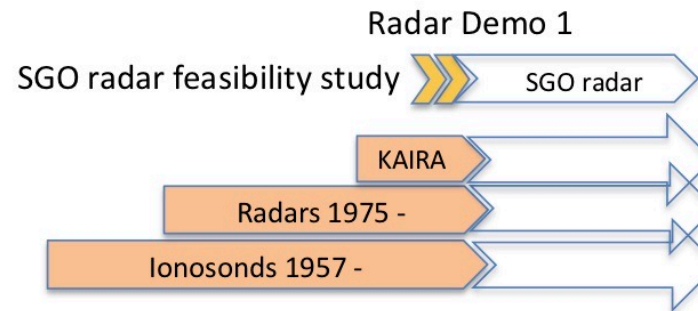 Radar Demo 1
SGO radar feasibility study
SGO radar
KAIRA
Radars 1975 -
Ionosonds 1957 -